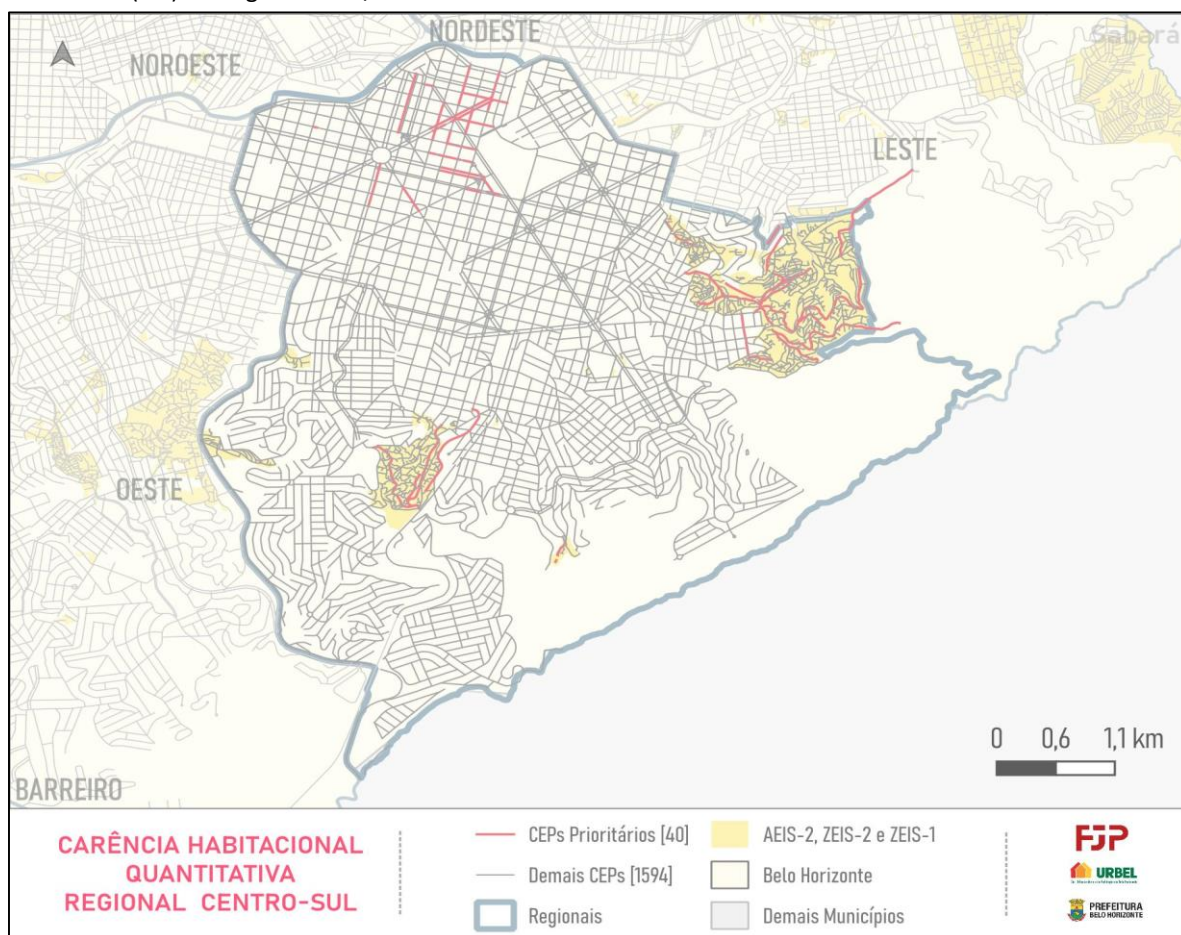 NORDESTE
Sabará
NOROESTE
LESTE
OESTE
0 0,6 1,1 km
BARREIRO
CARÊNCIA HABITACIONAL
QUANTITATIVA
REGIONAL CENTRO-SUL
CEPs Prioritários [40]
Demais CEPs [1594]
Regionais
AEIS-2, ZEIS-2 e ZEIS-1
Belo Horizonte
Demais Municípios
FJP
URBEL
PREFEITURA
BELO HORIZONTE